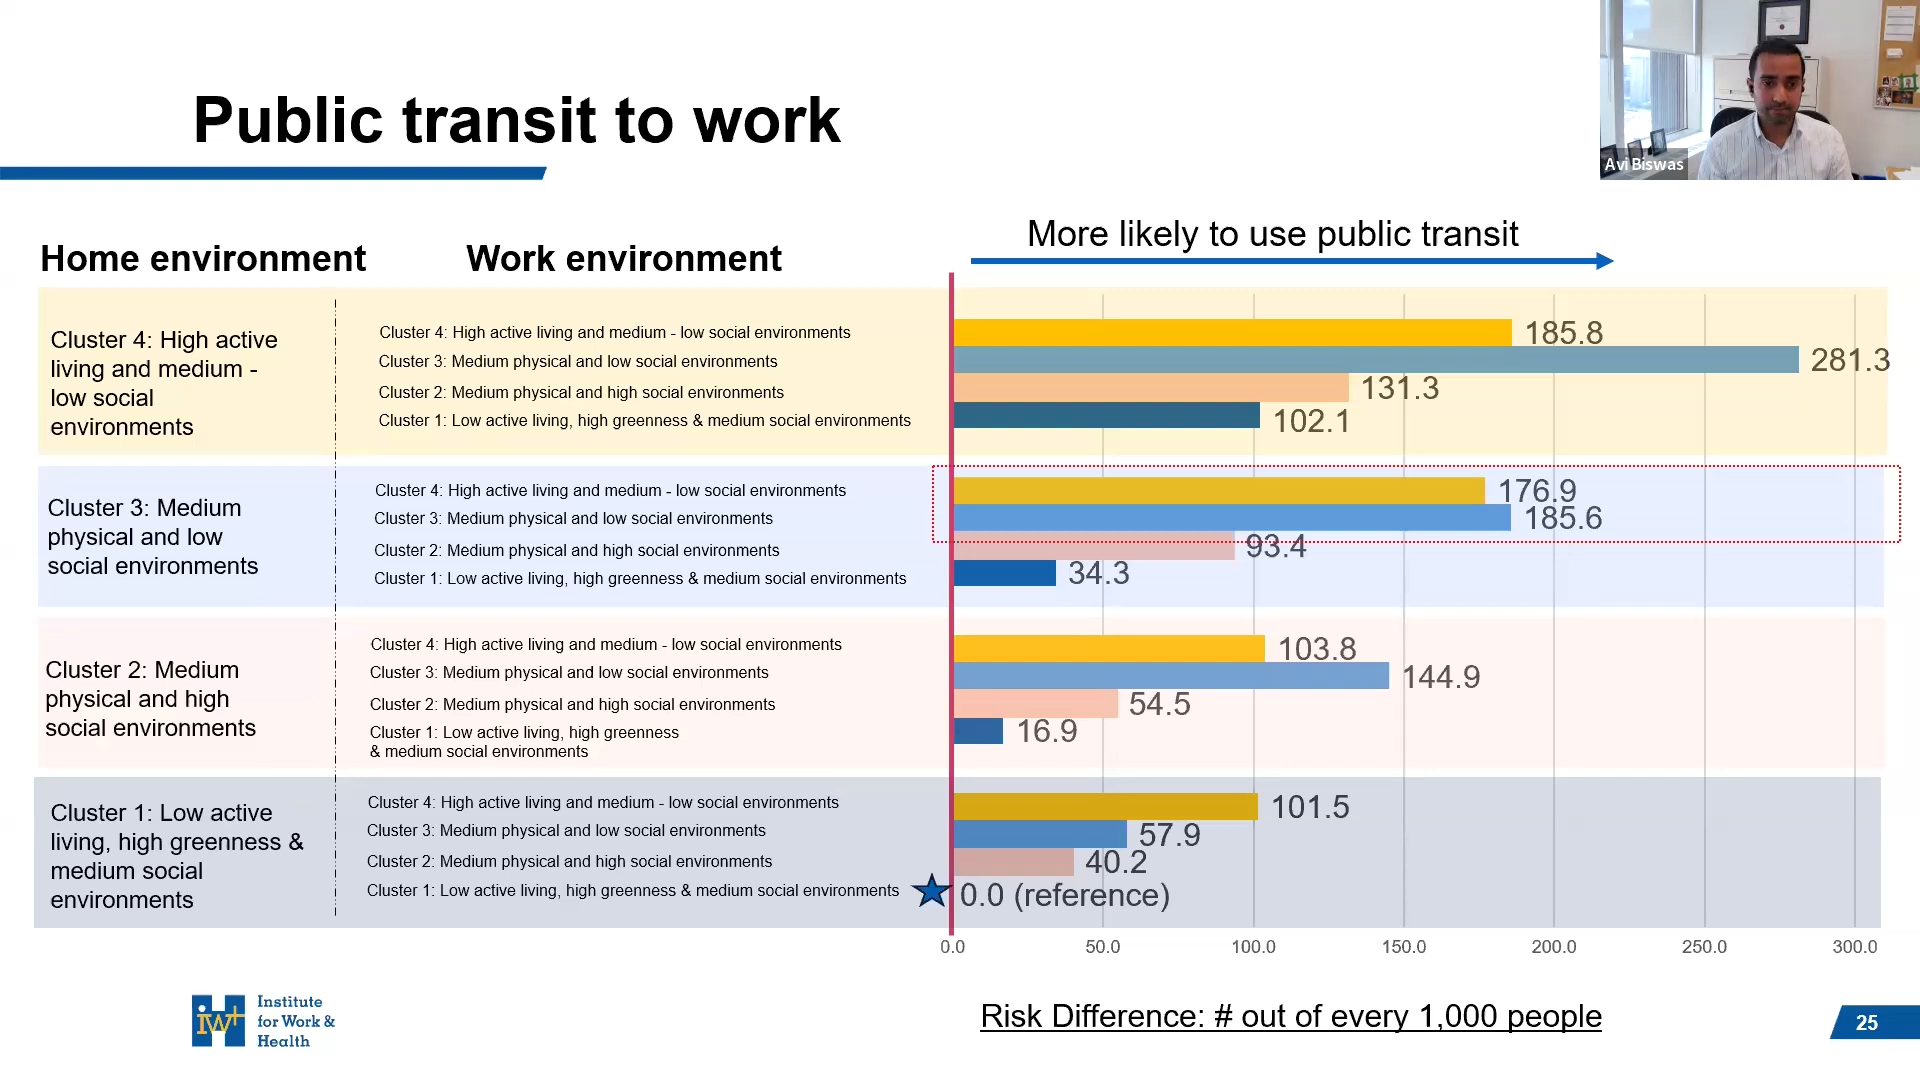 Public transit to work
Avi Biswas
Home environment
Work environment
More likely to use public transit
Cluster 4: High active
living and medium -
low social
environments
Cluster 4: High active living and medium - low social environments
185.8
Cluster 3: Medium physical and low social environments
281.3
Cluster 2: Medium physical and high social environments
131.3
Cluster 1: Low active living, high greenness & medium social environments
102.1
Cluster 3: Medium
physical and low
social environments
Cluster 4: High active living and medium - low social environments
176.9
Cluster 3: Medium physical and low social environments
185.6
Cluster 2: Medium physical and high social environments
93.4
Cluster 1: Low active living, high greenness & medium social environments
34.3
Cluster 2: Medium
physical and high
social environments
Cluster 4: High active living and medium - low social environments
103.8
Cluster 3: Medium physical and low social environments
144.9
Cluster 2: Medium physical and high social environments
54.5
Cluster 1: Low active living, high greenness
& medium social environments
16.9
Cluster 1: Low active
living, high greenness &
medium social
environments
Cluster 4: High active living and medium - low social environments
101.5
Cluster 3: Medium physical and low social environments
57.9
Cluster 2: Medium physical and high social environments
40.2
Cluster 1: Low active living, high greenness & medium social environments
0.0 (reference)
0.0 50.0 100.0 150.0 200.0 250.0 300.0
iw+
Institute
for Work &
Health
Risk Difference: # out of every 1,000 people
25